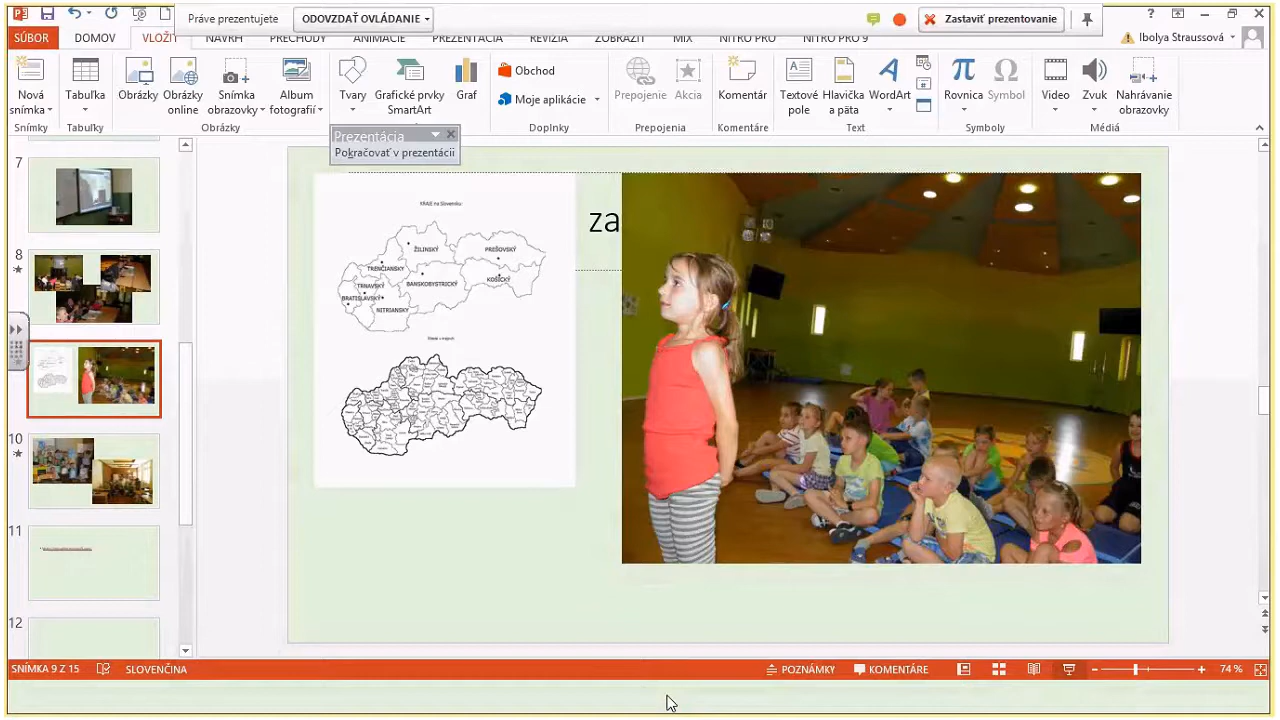 Práve prezentujete
ODOVZDAŤ OVLÁDANIE
Zastaviť prezentovanie
SÚBOR
DOMOV
VLOŽIŤ
NÁVRH
PRECHODY
ANIMÁCIE
PREZENTÁCIA
REVÍZIA
ZOBRAZIŤ
MIX
NITRO PRO
NITRO PRO 9
Ibolya Straussová
Nová snímka
Tabuľka
Obrázky
Obrázky online
Snímka obrazovky
Album fotografií
Tvary
Grafické prvky SmartArt
Graf
Obchod
Moje aplikácie
Prepojenie
Akcia
Komentár
Textové pole
Hlavička a päta
WordArt
Rovnica
Symbol
Video
Zvuk
Nahrávanie obrazovky
Snímky
Tabuľky
Obrázky
Doplnky
Prepojenia
Komentáre
Text
Symboly
Médiá
Prezentácia
Pokračovať v prezentácii
7
8
10
11
12
KRAJE na Slovensku
ŽILINSKÝ
PREŠOVSKÝ
TRENČIANSKY
KOŠICKÝ
TRNAVSKÝ
BANSKOBYSTRICKÝ
BRATISLAVSKÝ
NITRIANSKY
za
SNÍMKA 9 Z 15
SLOVENČINA
POZNÁMKY
KOMENTÁRE
74 %